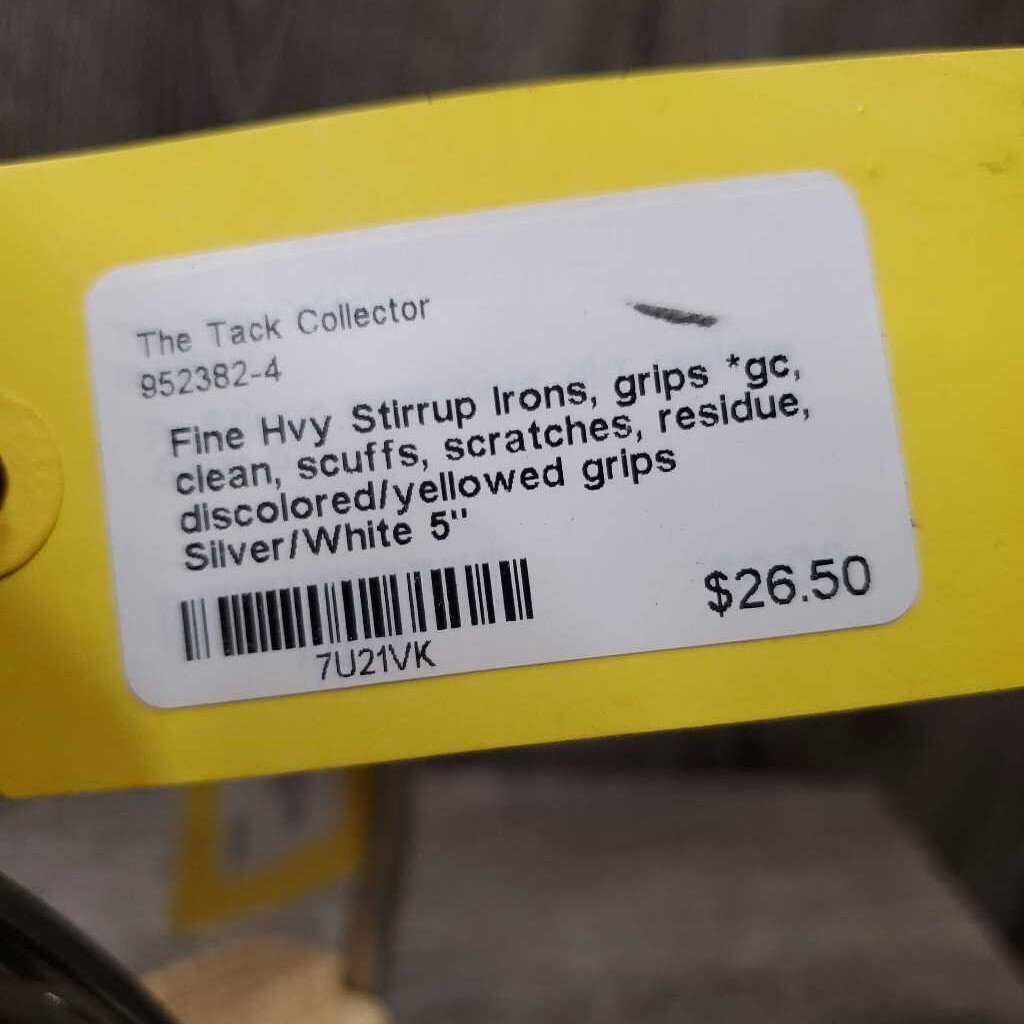 The Tack Collector
952382-4
Fine Hvy Stirrup Irons, grips *gc,
clean, scuffs, scratches, residue,
discolored/yellowed grips
Silver/White 5"
$26.50
7U21VK